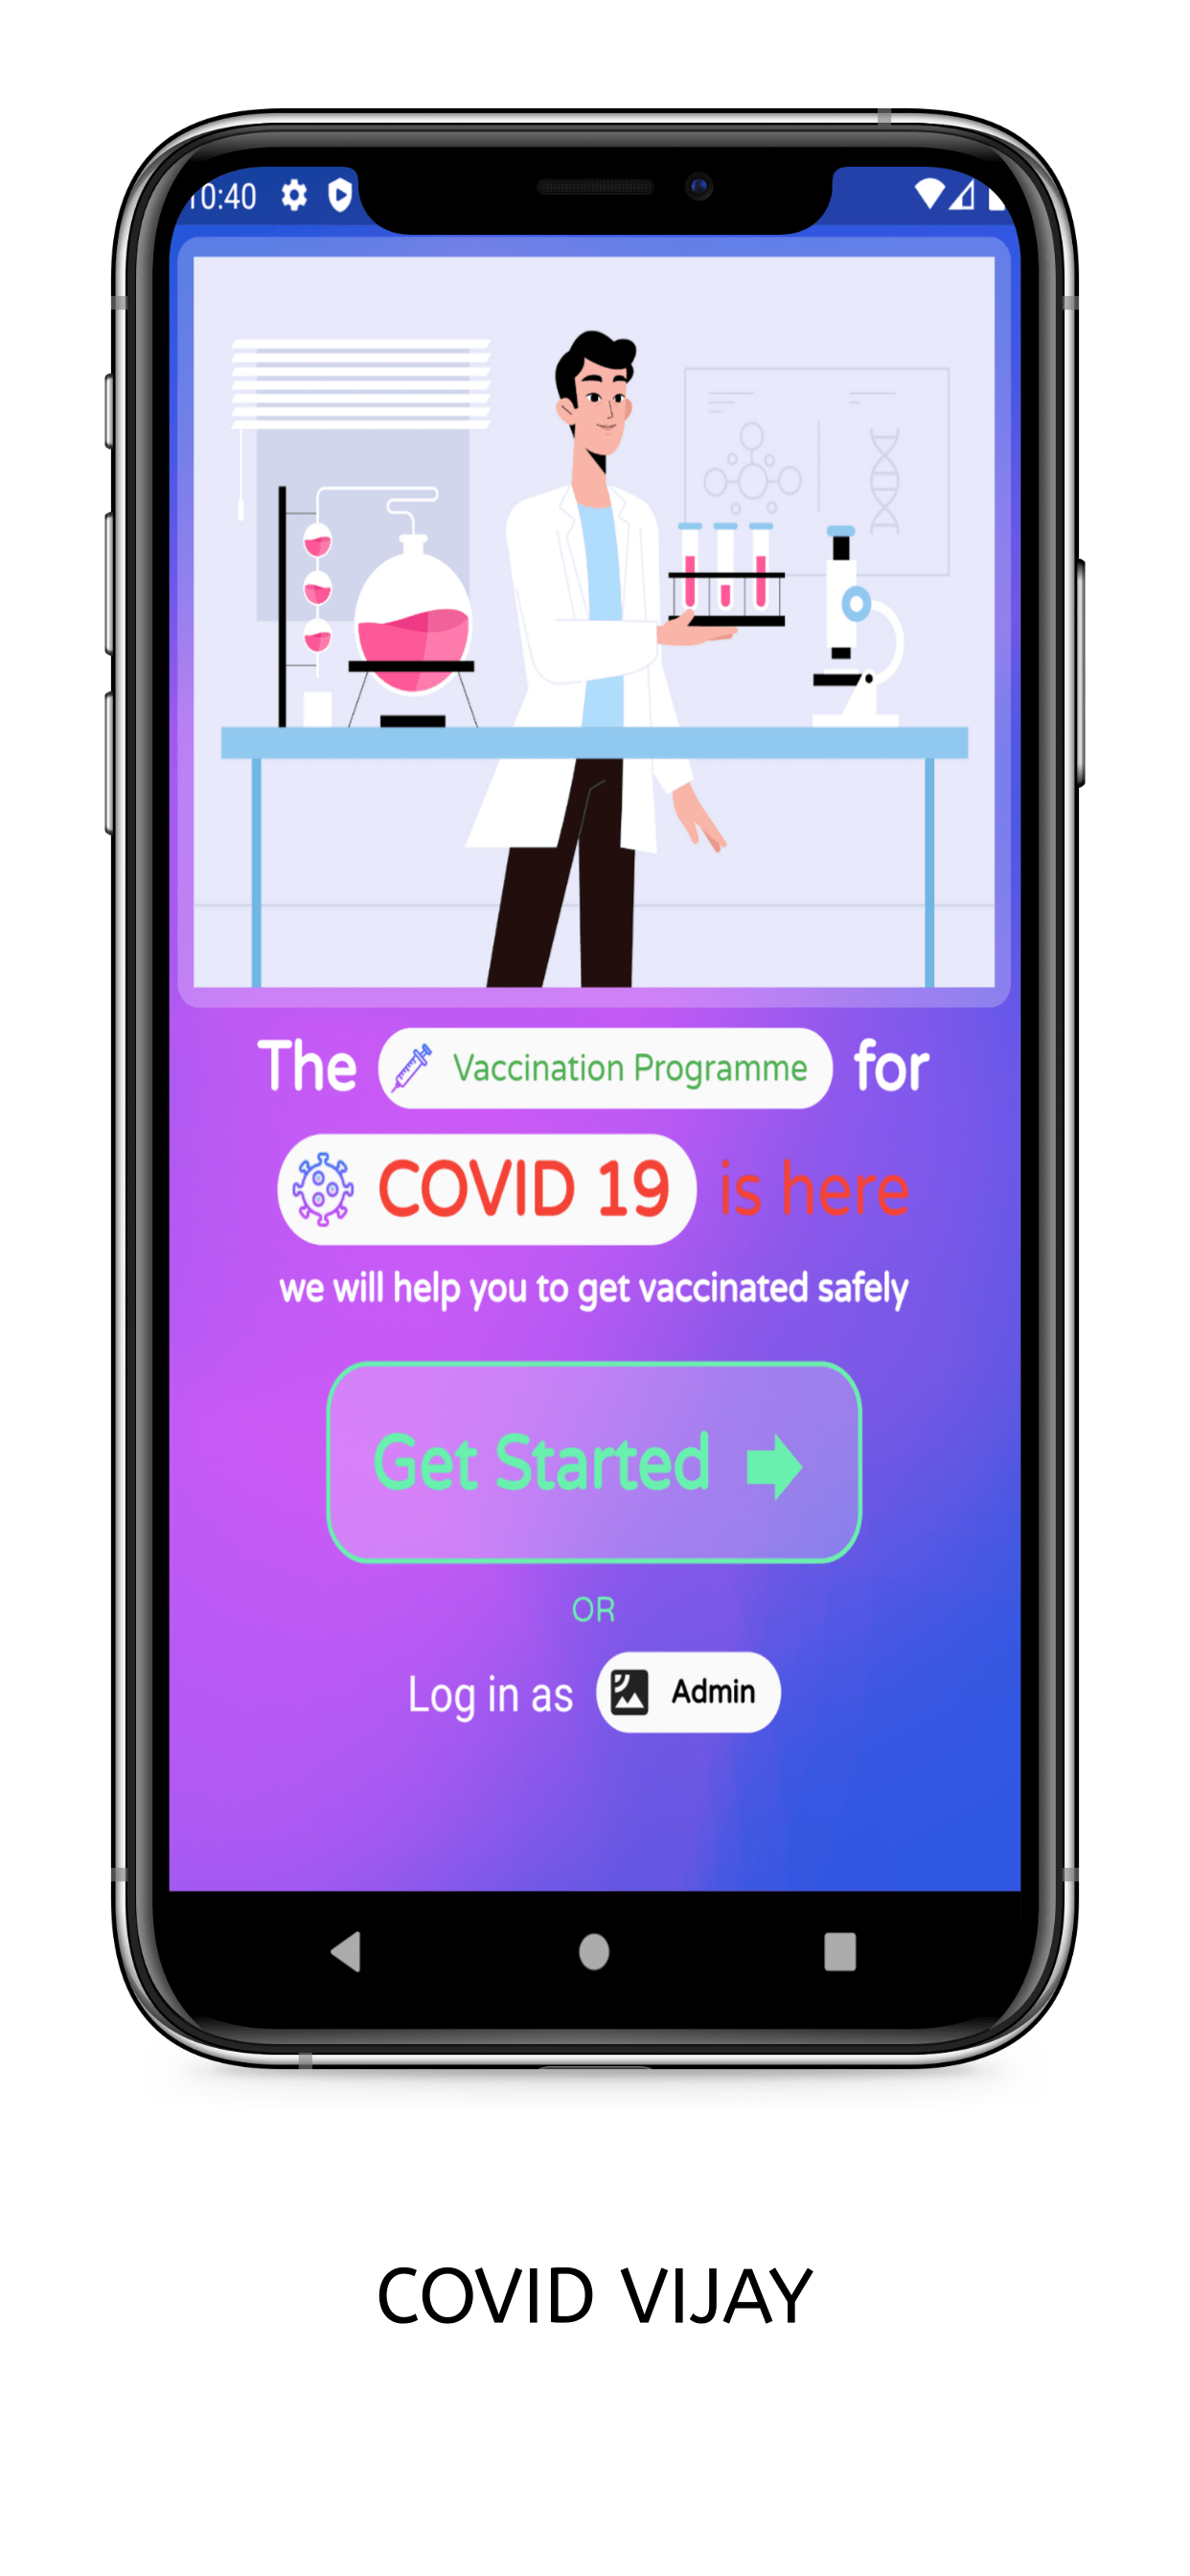 10:40
The Vaccination Programme for
COVID 19 is here
we will help you to get vaccinated safely
Get Started
OR
Log in as Admin
COVID VIJAY